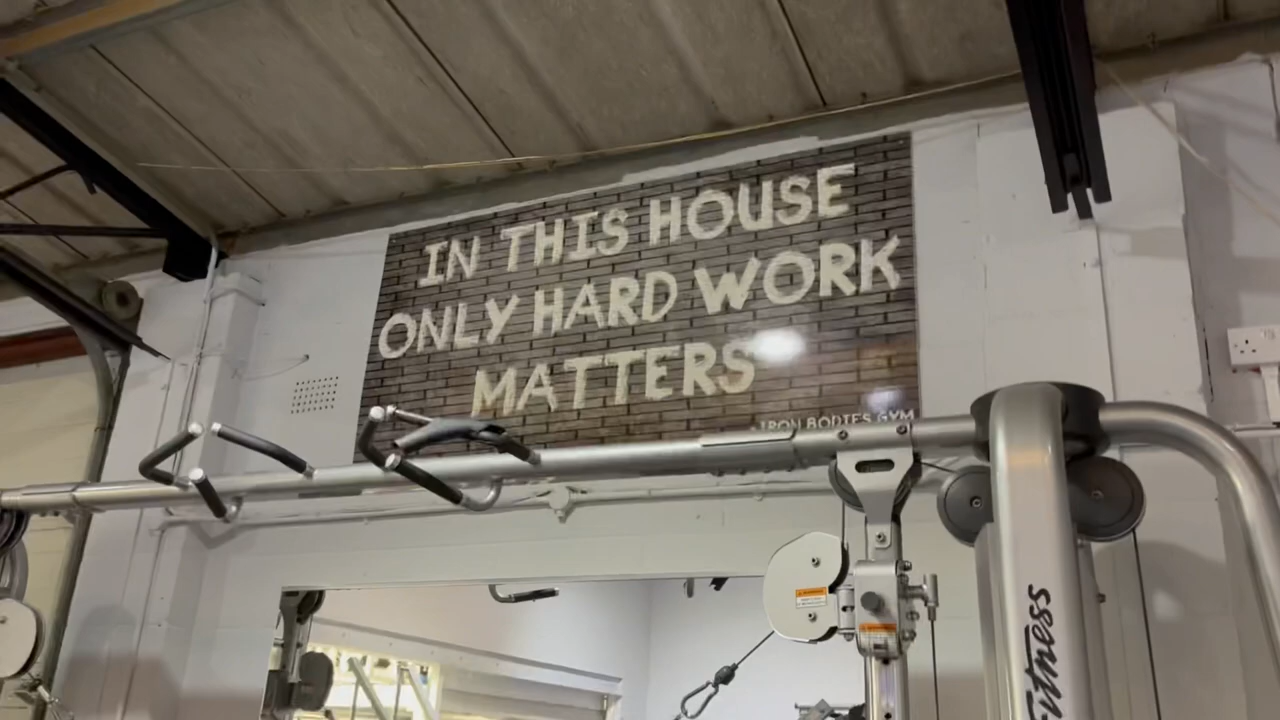 IN THIS HOUSE
ONLY HARD WORK
MATTERS
IRON BODIES GYM
Fitness